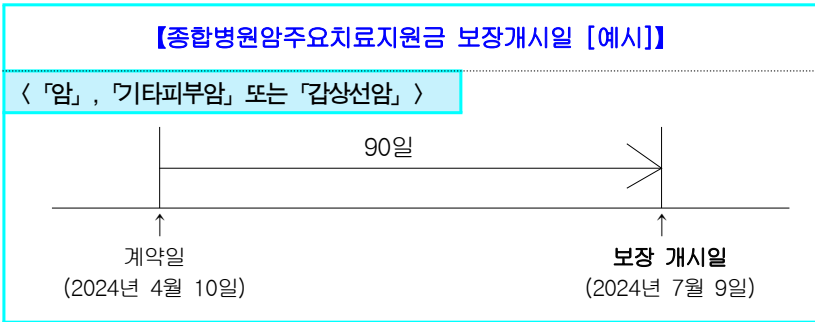 【종합병원암주요치료지원금 보장개시일 [예시]】
〈 「암」, 「기타피부암」 또는 「갑상선암」 〉
90일
↑ ↑
계약일 보장 개시일
(2024년 4월 10일) (2024년 7월 9일)